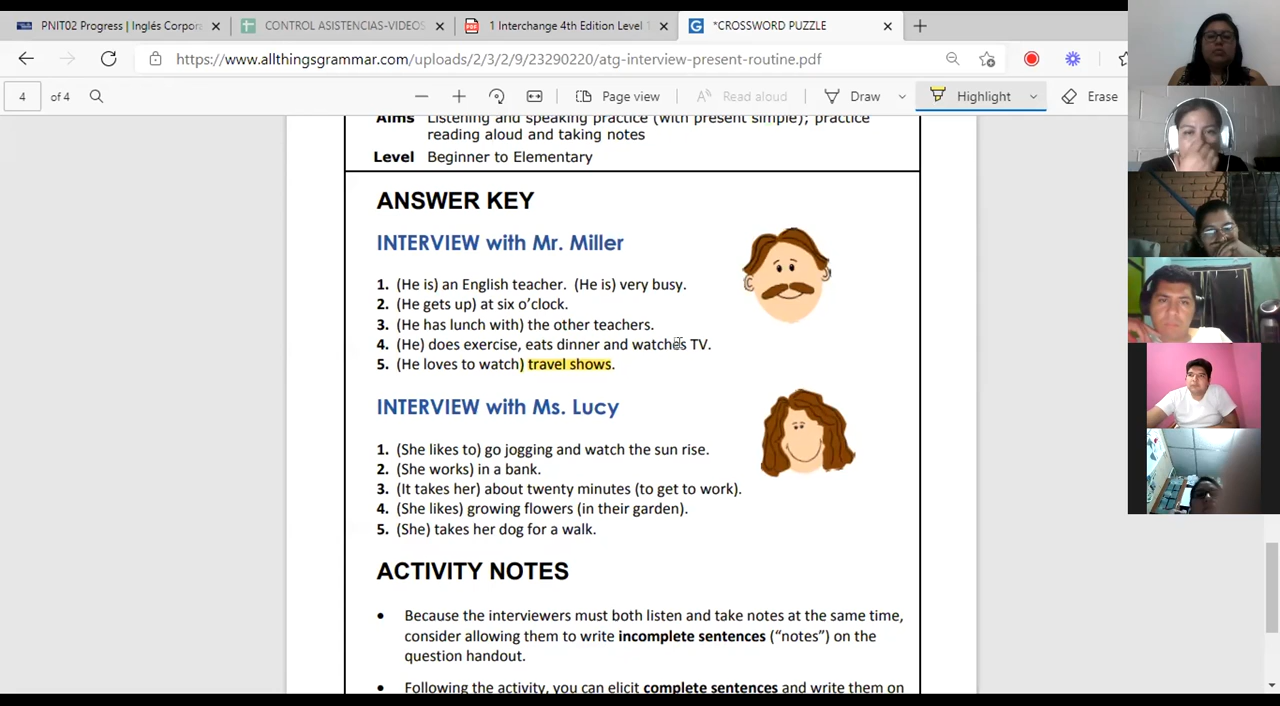 PNIT02 Progress | Inglés Corpora
CONTROL ASISTENCIAS-VIDEOS
1 Interchange 4th Edition Level 1
*CROSSWORD PUZZLE
https://www.allthingsgrammar.com/uploads/2/3/2/9/23290220/atg-interview-present-routine.pdf
4 of 4
Page view
Read aloud
Draw
Highlight
Erase
Aims Listening and speaking practice (with present simple); practice
reading aloud and taking notes
Level Beginner to Elementary
ANSWER KEY
INTERVIEW with Mr. Miller
1. (He is) an English teacher. (He is) very busy.
2. (He gets up) at six o’clock.
3. (He has lunch with) the other teachers.
4. (He) does exercise, eats dinner and watches TV.
5. (He loves to watch) travel shows.
INTERVIEW with Ms. Lucy
1. (She likes to) go jogging and watch the sun rise.
2. (She works) in a bank.
3. (It takes her) about twenty minutes (to get to work).
4. (She likes) growing flowers (in their garden).
5. (She) takes her dog for a walk.
ACTIVITY NOTES
• Because the interviewers must both listen and take notes at the same time,
consider allowing them to write incomplete sentences (“notes”) on the
question handout.
• Following the activity, you can elicit complete sentences and write them on